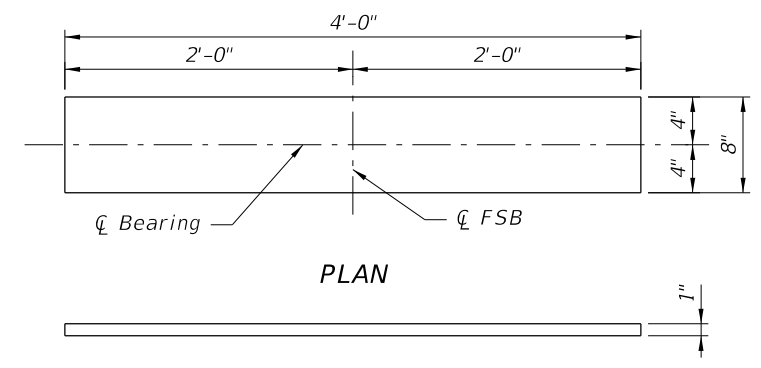 4'-0"
2'-0" 2'-0"
4"
8"
4"
℄ Bearing
℄ FSB
PLAN
1"